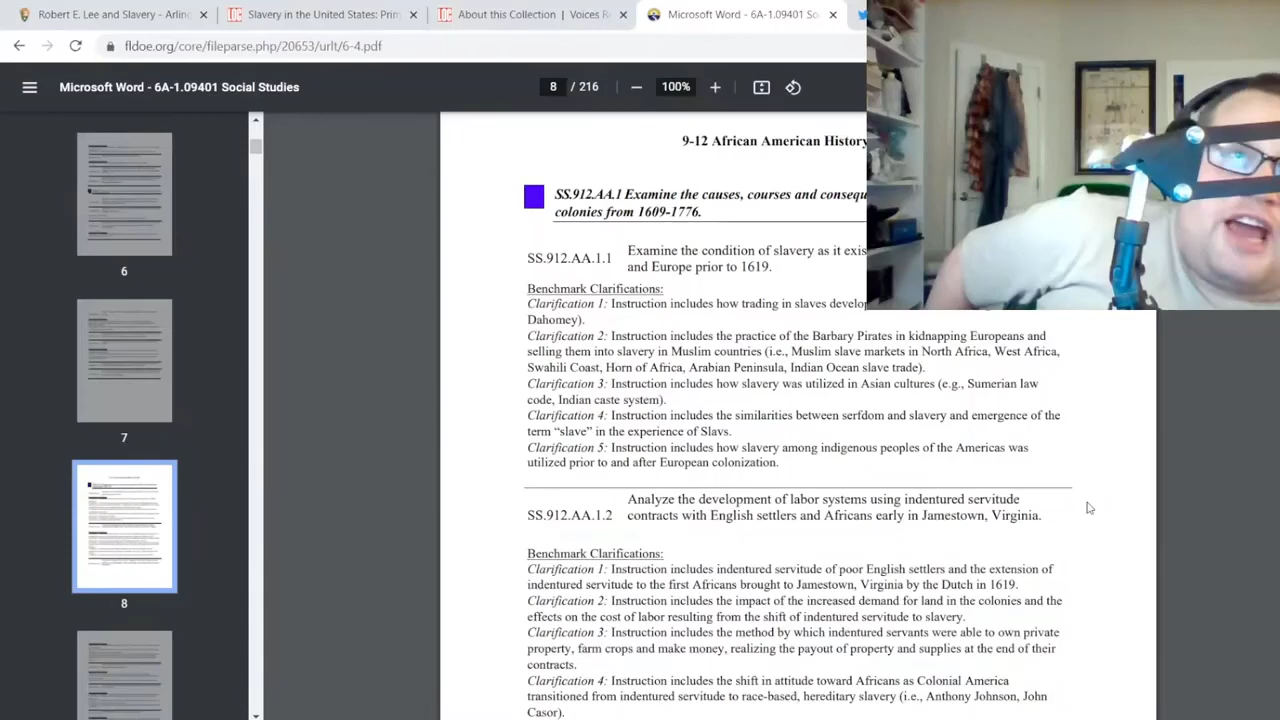 Robert E. Lee and Slavery - Arlin
Slavery in the United States: Prim
About this Collection | Voices Re
Microsoft Word - 6A-1.09401 So
fldoe.org/core/fileparse.php/20653/urlt/6-4.pdf
Microsoft Word - 6A-1.09401 Social Studies
8 / 216
100%
6
7
8
9-12 African American History
SS.912.AA.1 Examine the causes, courses and consequ
colonies from 1609-1776.
SS.912.AA.1.1
Examine the condition of slavery as it exis
and Europe prior to 1619.
Benchmark Clarifications:
Clarification 1: Instruction includes how trading in slaves develop
Dahomey).
Clarification 2: Instruction includes the practice of the Barbary Pirates in kidnapping Europeans and
selling them into slavery in Muslim countries (i.e., Muslim slave markets in North Africa, West Africa,
Swahili Coast, Horn of Africa, Arabian Peninsula, Indian Ocean slave trade).
Clarification 3: Instruction includes how slavery was utilized in Asian cultures (e.g., Sumerian law
code, Indian caste system).
Clarification 4: Instruction includes the similarities between serfdom and slavery and emergence of the
term “slave” in the experience of Slavs.
Clarification 5: Instruction includes how slavery among indigenous peoples of the Americas was
utilized prior to and after European colonization.
Analyze the development of labor systems using indentured servitude
SS.912.AA.1.2 contracts with English settlers and Africans early in Jamestown, Virginia.
Benchmark Clarifications:
Clarification 1: Instruction includes indentured servitude of poor English settlers and the extension of
indentured servitude to the first Africans brought to Jamestown, Virginia by the Dutch in 1619.
Clarification 2: Instruction includes the impact of the increased demand for land in the colonies and the
effects on the cost of labor resulting from the shift of indentured servitude to slavery.
Clarification 3: Instruction includes the method by which indentured servants were able to own private
property, farm crops and make money, realizing the payout of property and supplies at the end of their
contracts.
Clarification 4: Instruction includes the shift in attitude toward Africans as Colonial America
transitioned from indentured servitude to race-based, hereditary slavery (i.e., Anthony Johnson, John
Casor).